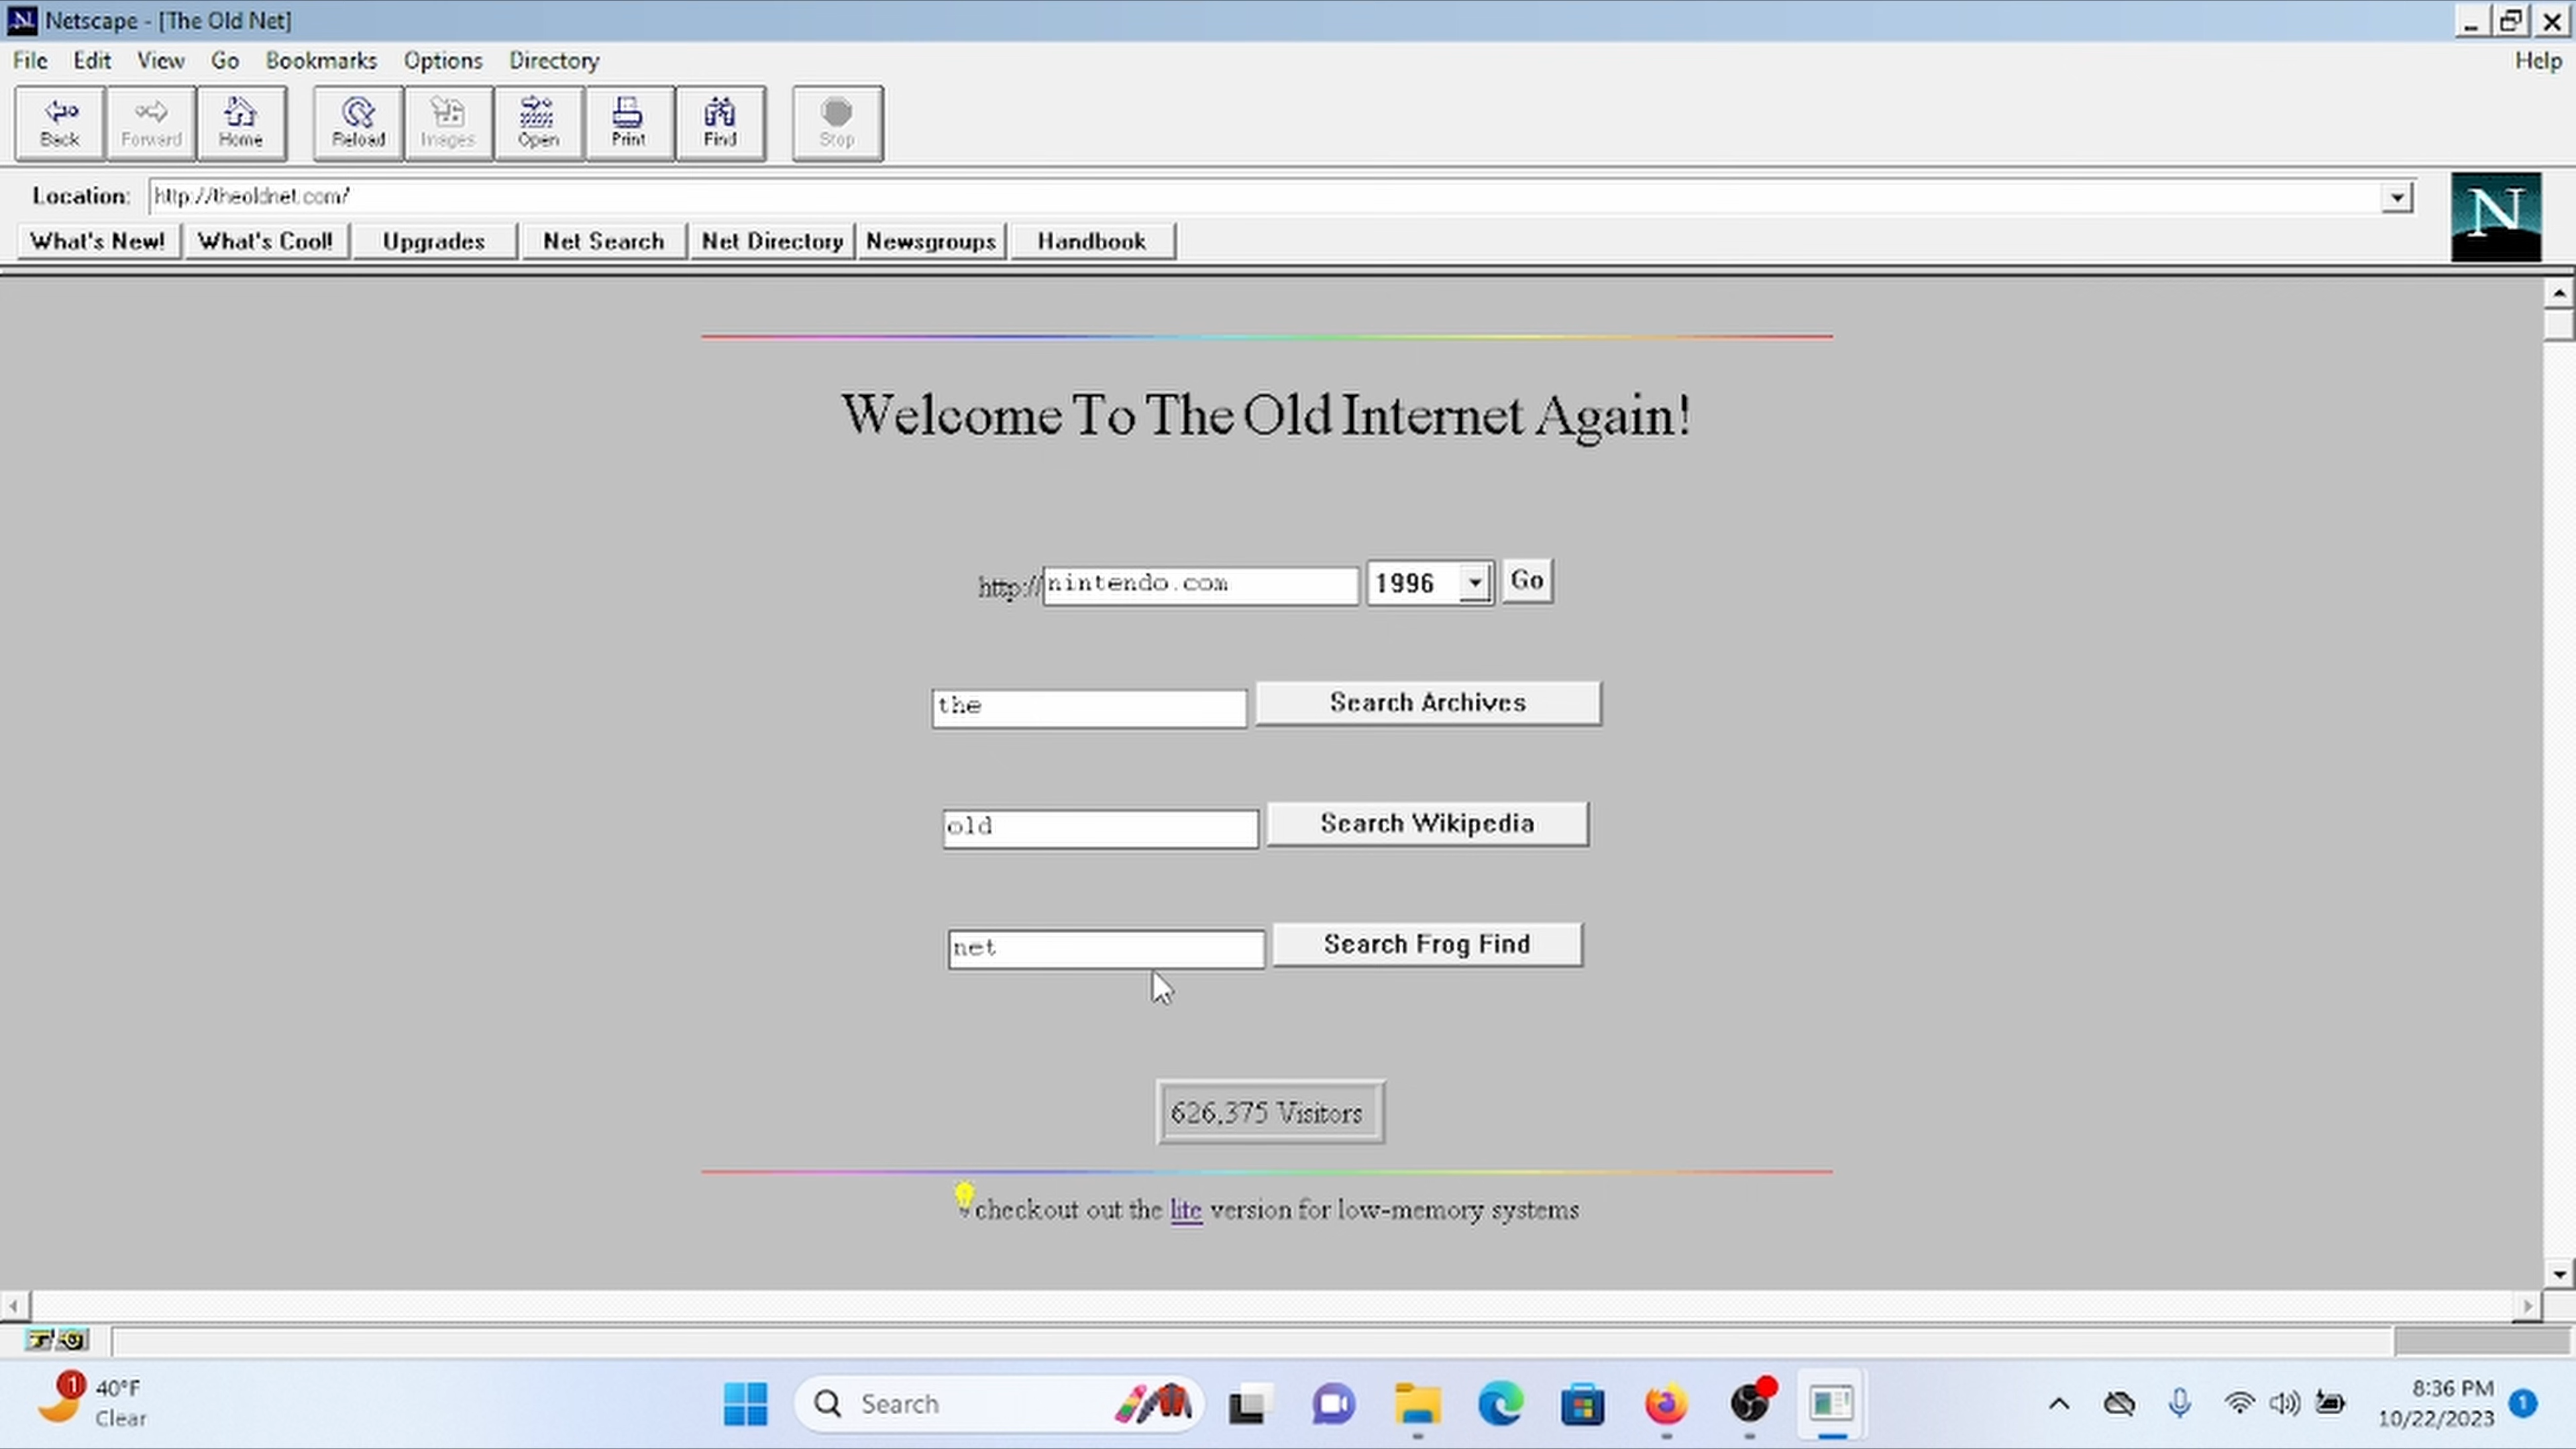 N Netscape - [The Old Net]
File Edit View Go Bookmarks Options Directory Help
Back Forward Home Reload Images Open Print Find Stop
Location: http://theoldnet.com/
N
What's New! What's Cool! Upgrades Net Search Net Directory Newsgroups Handbook
Welcome To The Old Internet Again!
http:// nintendo.com 1996 Go
the Search Archives
old Search Wikipedia
net Search Frog Find
626,375 Visitors
checkout out the lite version for low-memory systems
1 40°F
Clear
Search
8:36 PM
10/22/2023
1